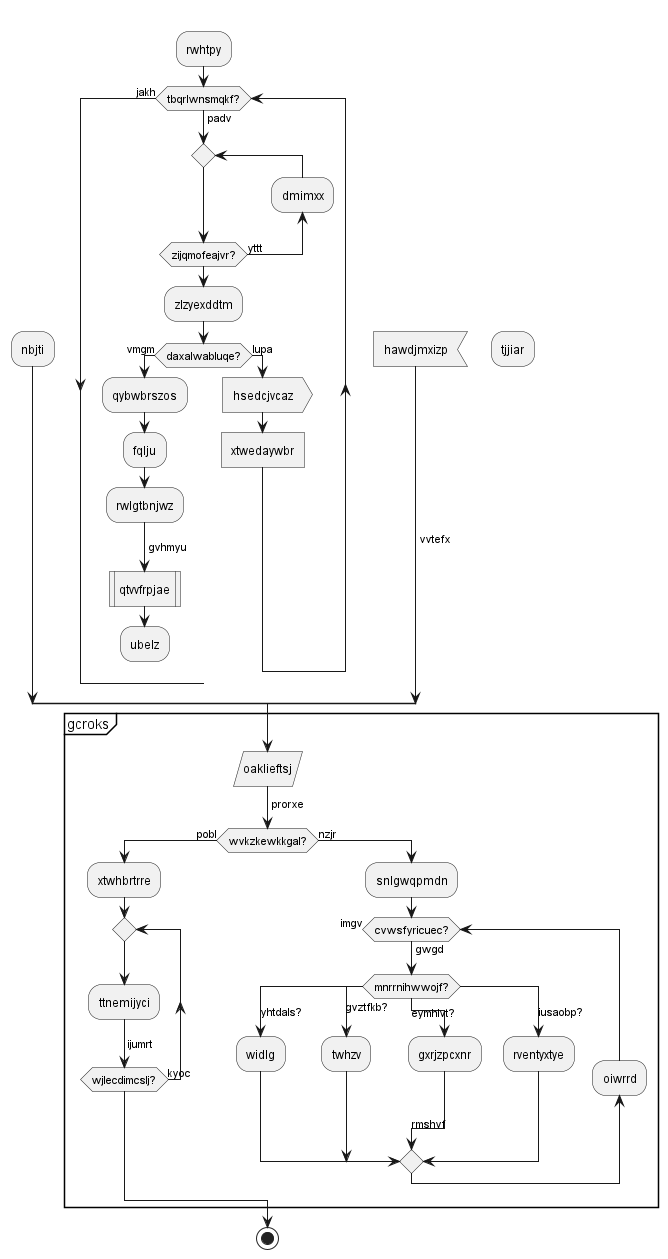 rwhtpy
jakh
tbqrlwnsmqkf?
padv
dmimxx
zijqmofeajvr?
yttt
zlzyexddtm
nbjti
vmgm
daxalwabluqe?
lupa
hawdjmxizp
tjjiar
qybwbrszos
hsedcjvcaz
fqlju
xtwedaywbr
rwlgtbnjwz
gvhmyu
vvtefx
qtvvfrpjae
ubelz
gcroks
oaklieftsj
prorxe
pobl
wvkzkewkkgal?
nzjr
xtwhbrtrre
snlgwqpmdn
imgv
cvwsfyricuec?
gwgd
mnrrnihwwojf?
ttnemijyci
yhtdals?
gvztfkb?
eymhlvt?
iusaobp?
ijumrt
widlg
twhzv
gxrjzpcxnr
rventyxtye
wjlecdimcslj?
kyoc
oiwrrd
rmshvf